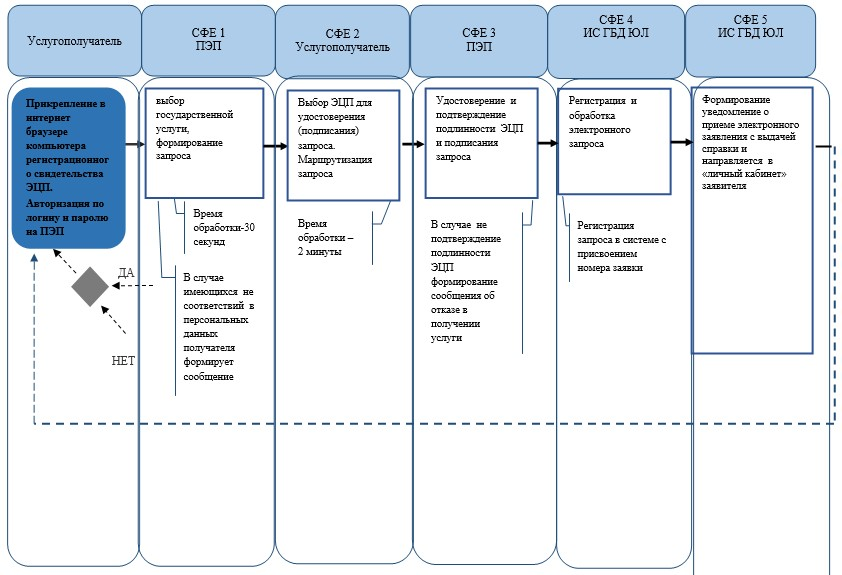 Услугополучатель
СФЕ 1
ПЭП
СФЕ 2
Услугополучатель
СФЕ 3
ПЭП
СФЕ 4
ИС ГБД ЮЛ
СФЕ 5
ИС ГБД ЮЛ
Прикрепление в
интернет
браузере
компьютера
регистрационног
о свидетельства
ЭЦП.
Авторизация по
логину и паролю
на ПЭП
ДА
НЕТ
выбор
государственной
услуги,
формирование
запроса
Время
обработки-30
секунд
В случае
имеющихся не
соответствий в
персональных
данных
получателя
формирует
сообщение
Выбор ЭЦП для
удостоверения
(подписания)
запроса.
Маршрутизация
запроса
Время
обработки –
2 минуты
Удостоверение и
подтверждение
подлинности ЭЦП
и подписания
запроса
В случае не
подтверждение
подлинности
ЭЦП
формирование
сообщения об
отказе в
получении
услуги
Регистрация и
обработка
электронного
запроса
Регистрация
запроса в системе с
присвоением
номера заявки
Формирование
уведомление о
приеме электронного
заявления с выдачей
справки и
направляется в
«личный кабинет»
заявителя